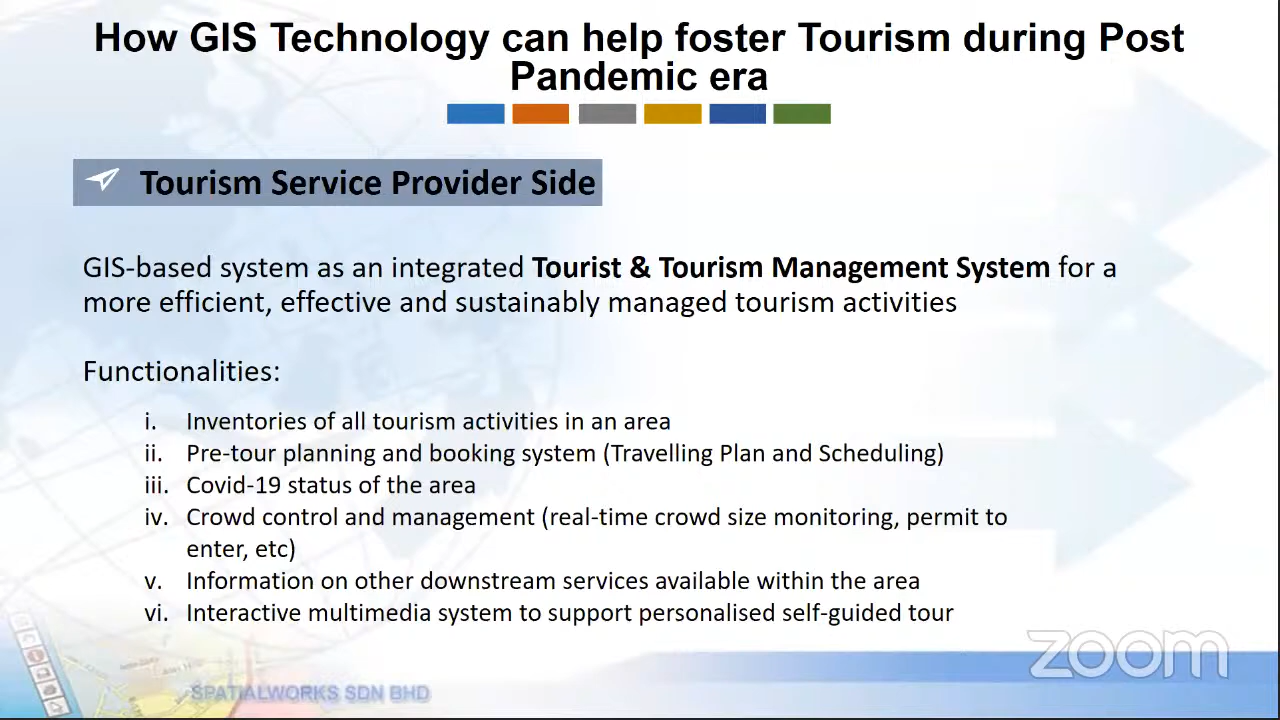 How GIS Technology can help foster Tourism during Post
Pandemic era
Tourism Service Provider Side
GIS-based system as an integrated Tourist & Tourism Management System for a
more efficient, effective and sustainably managed tourism activities
Functionalities:
i. Inventories of all tourism activities in an area
ii. Pre-tour planning and booking system (Travelling Plan and Scheduling)
iii. Covid-19 status of the area
iv. Crowd control and management (real-time crowd size monitoring, permit to
enter, etc)
v. Information on other downstream services available within the area
vi. Interactive multimedia system to support personalised self-guided tour
zoom
SPATIALWORKS SDN BHD